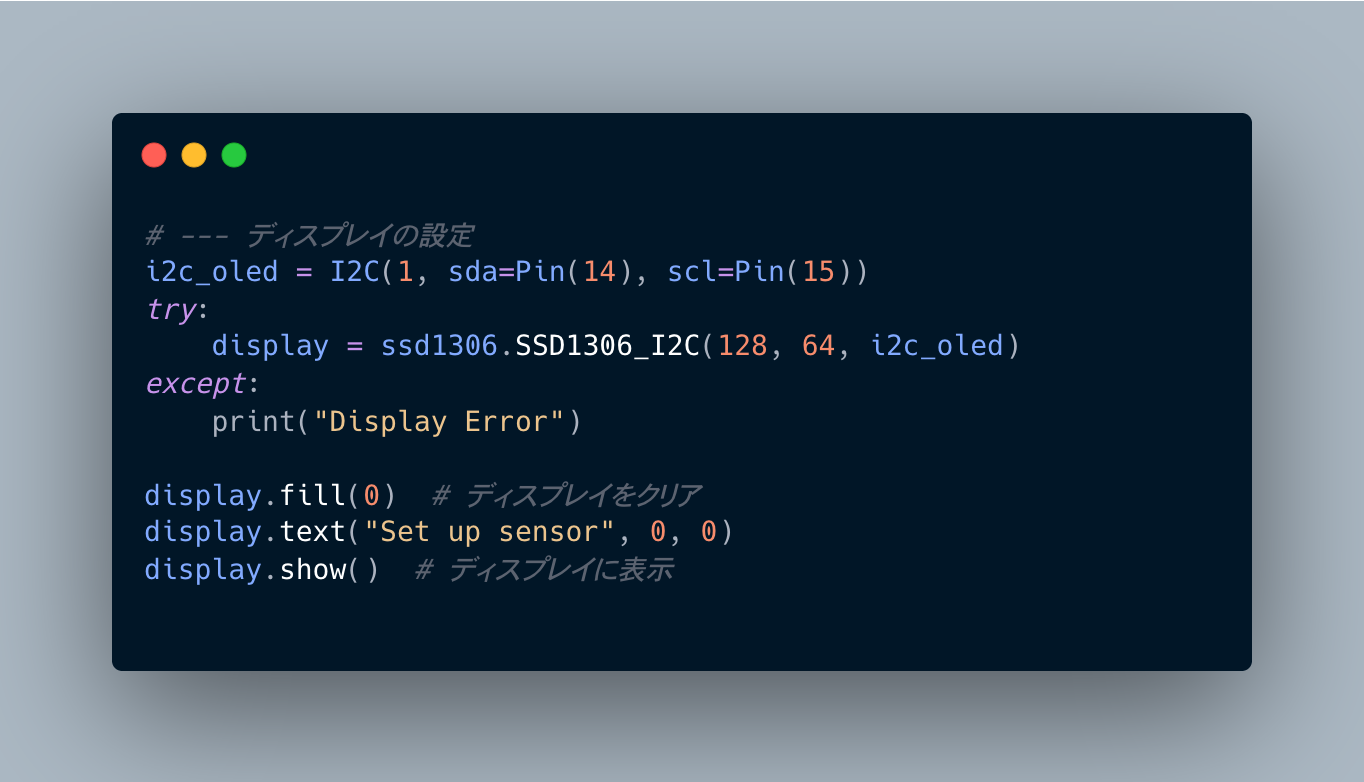 # --- ディスプレイの設定
i2c_oled = I2C(1, sda=Pin(14), scl=Pin(15))
try:
    display = ssd1306.SSD1306_I2C(128, 64, i2c_oled)
except:
    print("Display Error")

display.fill(0)  # ディスプレイをクリア
display.text("Set up sensor", 0, 0)
display.show()  # ディスプレイに表示